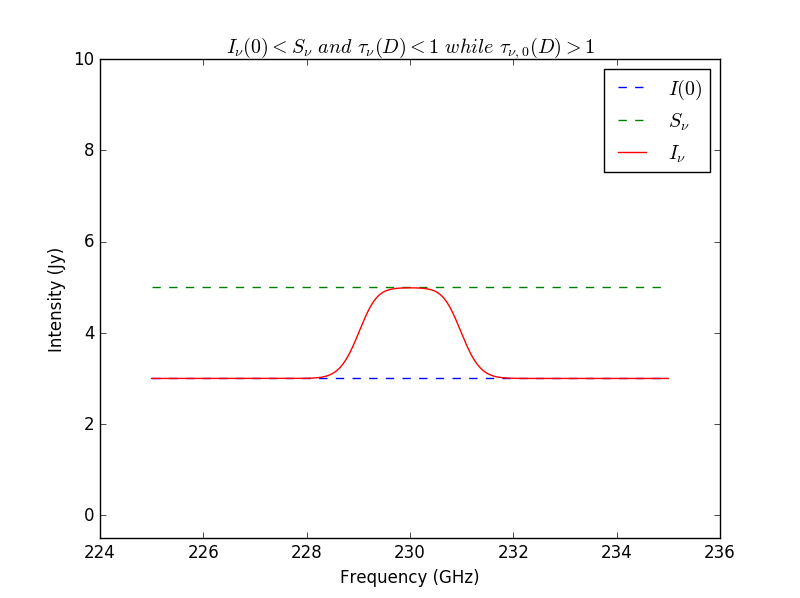 I_ν(0) < S_ν and τ_ν(D) < 1 while τ_{ν,0}(D) > 1
10
8
6
4
2
0
Intensity (Jy)
I(0)
S_ν
I_ν
224 226 228 230 232 234 236
Frequency (GHz)